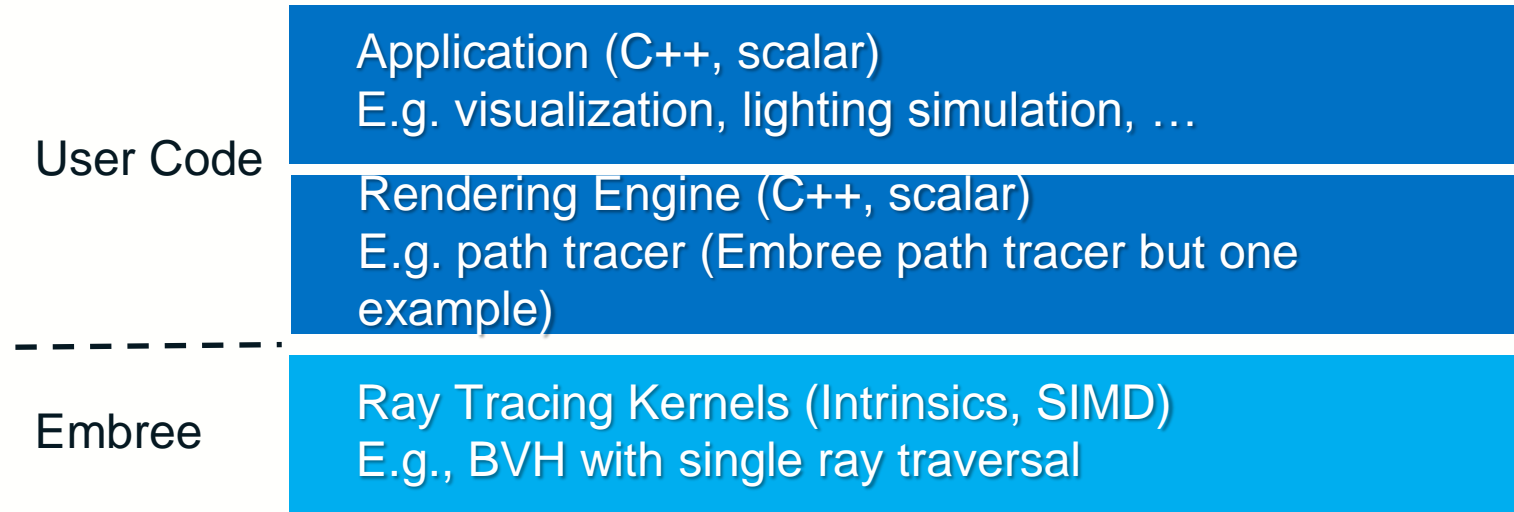 User Code
Application (C++, scalar)
E.g. visualization, lighting simulation, …
Rendering Engine (C++, scalar)
E.g. path tracer (Embree path tracer but one
example)
Embree
Ray Tracing Kernels (Intrinsics, SIMD)
E.g., BVH with single ray traversal